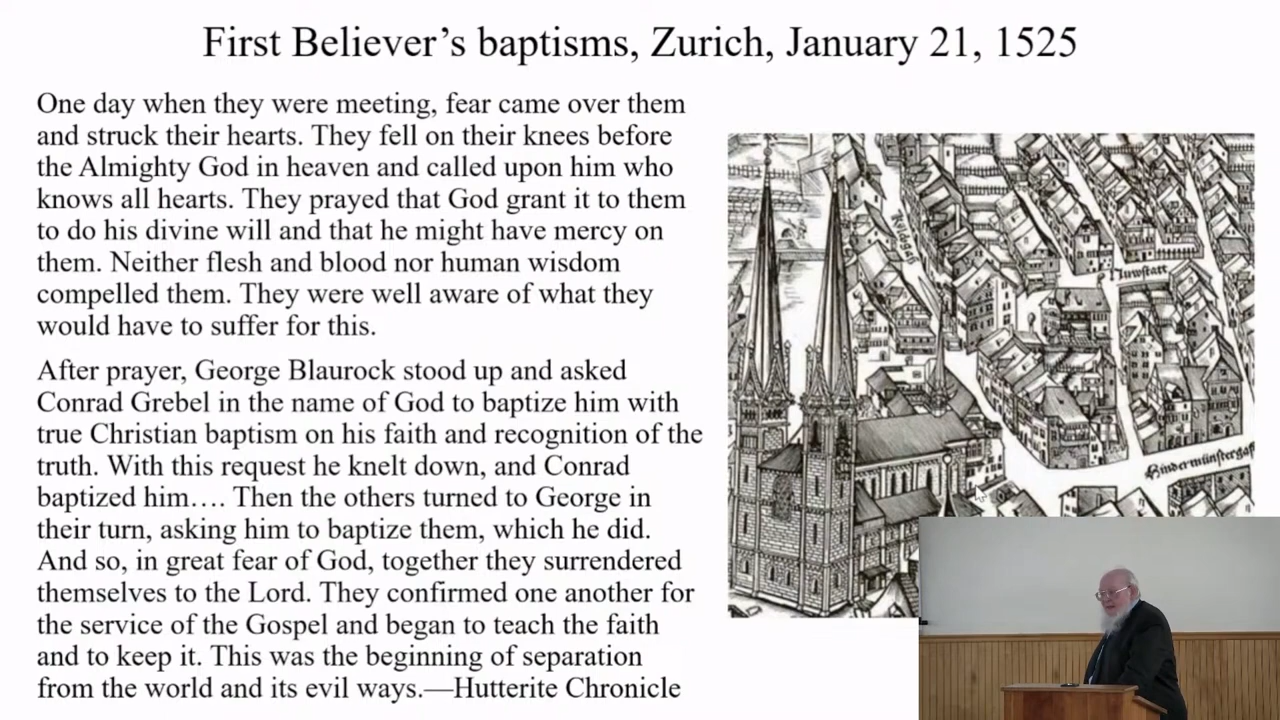 First Believer’s baptisms, Zurich, January 21, 1525
One day when they were meeting, fear came over them
and struck their hearts. They fell on their knees before
the Almighty God in heaven and called upon him who
knows all hearts. They prayed that God grant it to them
to do his divine will and that he might have mercy on
them. Neither flesh and blood nor human wisdom
compelled them. They were well aware of what they
would have to suffer for this.
After prayer, George Blaurock stood up and asked
Conrad Grebel in the name of God to baptize him with
true Christian baptism on his faith and recognition of the
truth. With this request he knelt down, and Conrad
baptized him…. Then the others turned to George in
their turn, asking him to baptize them, which he did.
And so, in great fear of God, together they surrendered
themselves to the Lord. They confirmed one another for
the service of the Gospel and began to teach the faith
and to keep it. This was the beginning of separation
from the world and its evil ways.—Hutterite Chronicle
Nuwstatt
Hindermünstergaß